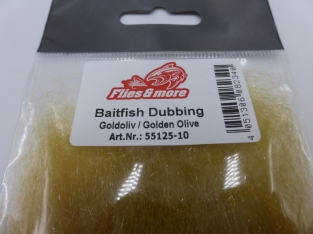 Flies & more
Baitfish Dubbing
Goldoliv / Golden Olive
Art.Nr.: 55125-10